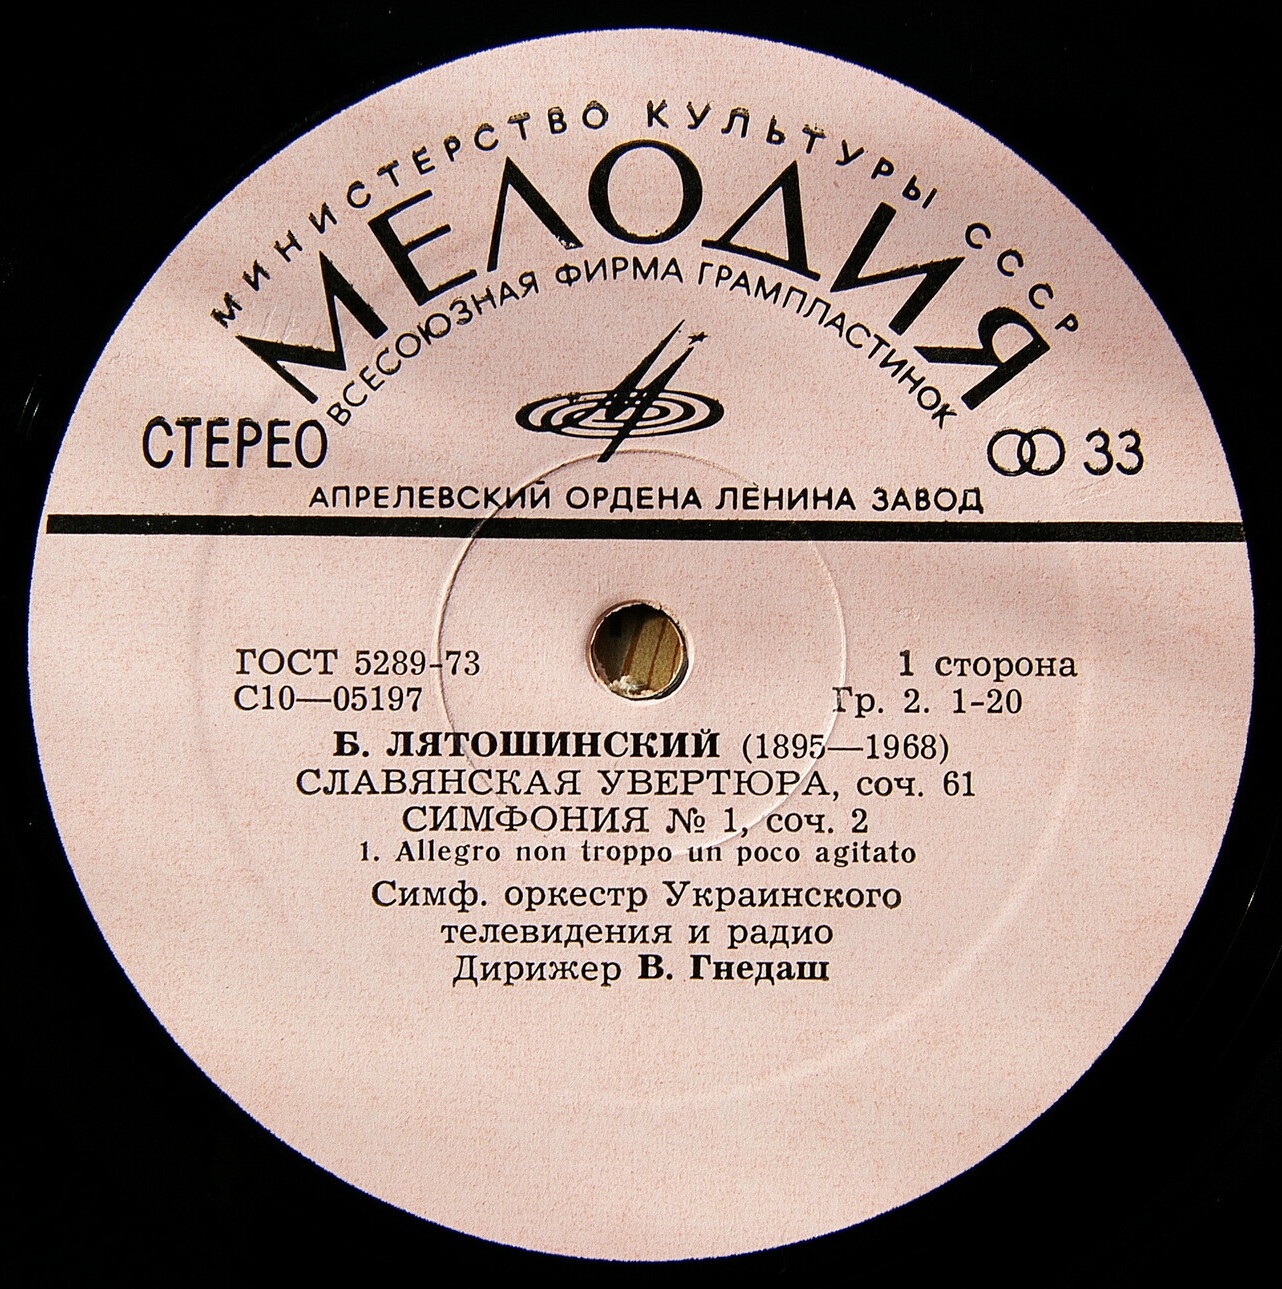 МИНИСТЕРСТВО КУЛЬТУРЫ СССР
МЕЛОДИЯ
ВСЕСОЮЗНАЯ ФИРМА ГРАМПЛАСТИНОК
СТЕРЕО
33
АПРЕЛЕВСКИЙ ОРДЕНА ЛЕНИНА ЗАВОД
ГОСТ 5289-73
1 сторона
С10—05197
Гр. 2. 1-20
Б. ЛЯТОШИНСКИЙ (1895—1968)
СЛАВЯНСКАЯ УВЕРТЮРА, соч. 61
СИМФОНИЯ № 1, соч. 2
1. Allegro non troppo un poco agitato
Симф. оркестр Украинского
телевидения и радио
Дирижер В. Гнедаш